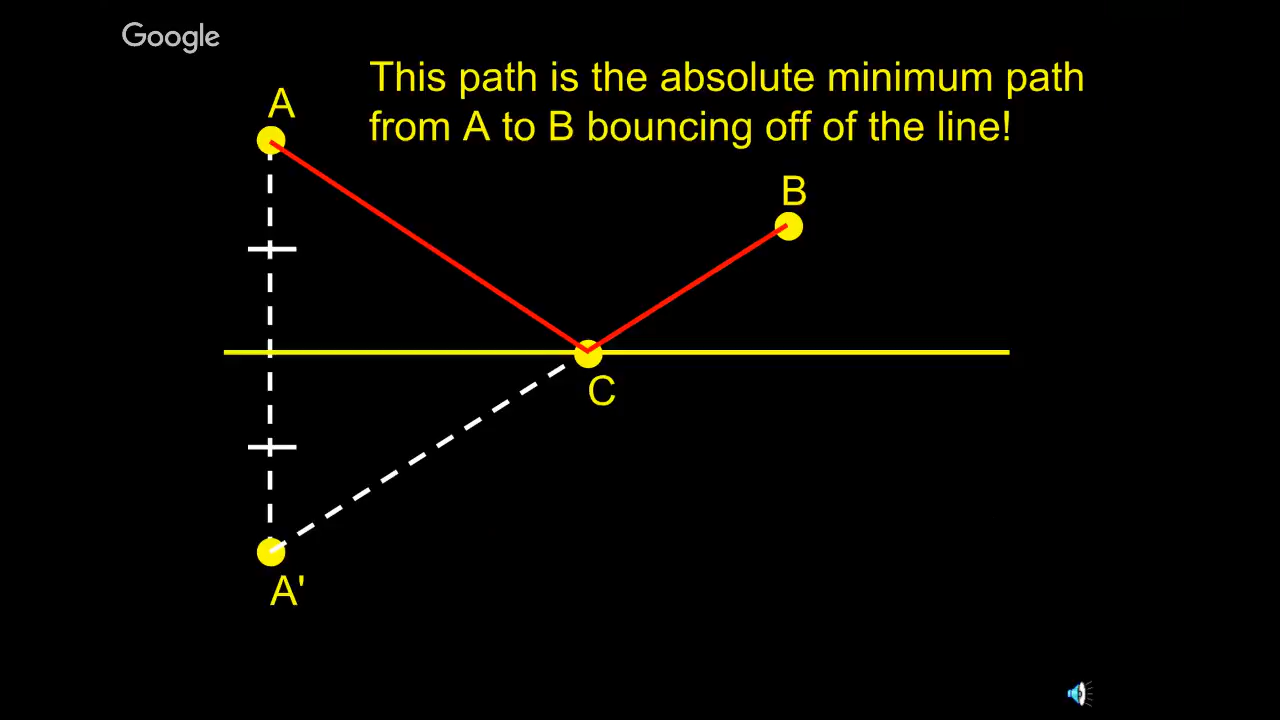 Google
This path is the absolute minimum path
from A to B bouncing off of the line!
A
B
C
A'